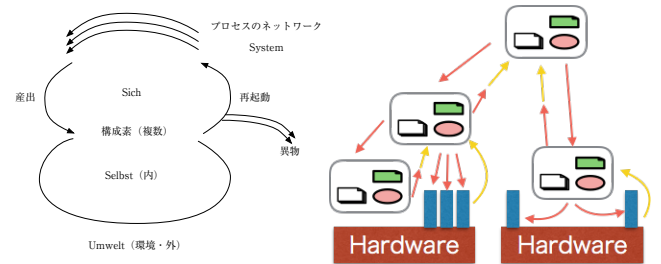 プロセスのネットワーク
System
産出
Sich
再起動
構成素（複数）
異物
Selbst（内）
Umwelt（環境・外）
Hardware
Hardware